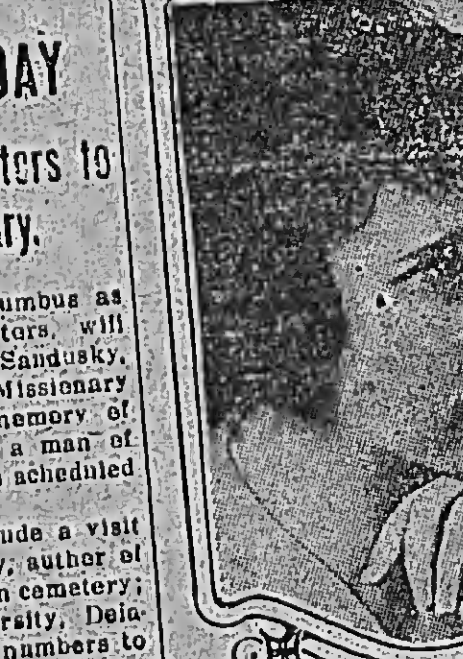 DAY
tors to
ry.
umbus as
tors, will
Sandusky,
Missionary
memory of
a man of
scheduled
ude a visit
y, author of
n cemetery;
rsity, Dela-
numbers to